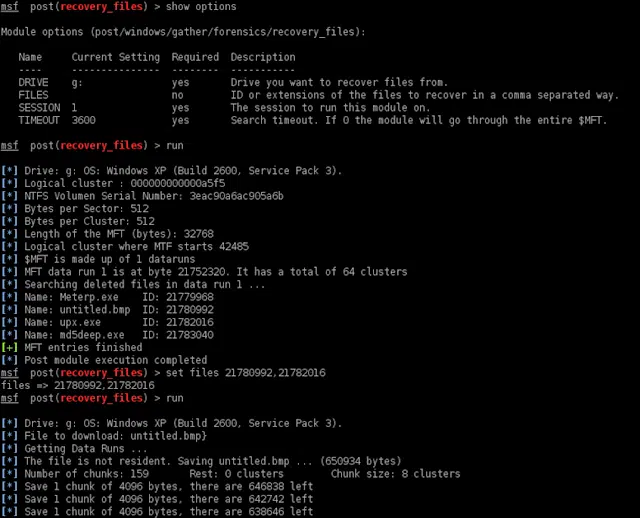 msf  post(recovery_files) > show options
Module options (post/windows/gather/forensics/recovery_files):
Name     Current Setting  Required  Description
----     ---------------  --------  -----------
DRIVE    g:               yes       Drive you want to recover files from.
FILES                     no        ID or extensions of the files to recover in a comma separated way.
SESSION  1                yes       The session to run this module on.
TIMEOUT  3600             yes       Search timeout. If 0 the module will go through the entire $MFT.
msf  post(recovery_files) > run
[*] Drive: g: OS: Windows XP (Build 2600, Service Pack 3).
[*] Logical cluster : 000000000000a5f5
[*] NTFS Volumen Serial Number: 3eac90a6ac905a6b
[*] Bytes per Sector: 512
[*] Bytes per Cluster: 512
[*] Length of the MFT (bytes): 32768
[*] Logical cluster where MTF starts 42485
[*] $MFT is made up of 1 dataruns
[*] MFT data run 1 is at byte 21752320. It has a total of 64 clusters
[*] Searching deleted files in data run 1 ...
[*] Name: Meterp.exe    ID: 21779968
[*] Name: untitled.bmp  ID: 21780992
[*] Name: upx.exe       ID: 21782016
[*] Name: md5deep.exe   ID: 21783040
[+] MFT entries finished
[*] Post module execution completed
msf  post(recovery_files) > set files 21780992,21782016
files => 21780992,21782016
msf  post(recovery_files) > run
[*] Drive: g: OS: Windows XP (Build 2600, Service Pack 3).
[*] File to download: untitled.bmp}
[*] Getting Data Runs ...
[*] The file is not resident. Saving untitled.bmp ... (650934 bytes)
[*] Number of chunks: 159       Rest: 0 clusters        Chunk size: 8 clusters
[*] Save 1 chunk of 4096 bytes, there are 646838 left
[*] Save 1 chunk of 4096 bytes, there are 642742 left
[*] Save 1 chunk of 4096 bytes, there are 638646 left